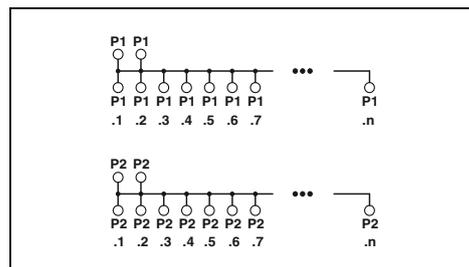 P1 P1
•••
P1 P1 P1 P1 P1 P1 P1 P1
.1 .2 .3 .4 .5 .6 .7 .n
P2 P2
•••
P2 P2 P2 P2 P2 P2 P2 P2
.1 .2 .3 .4 .5 .6 .7 .n